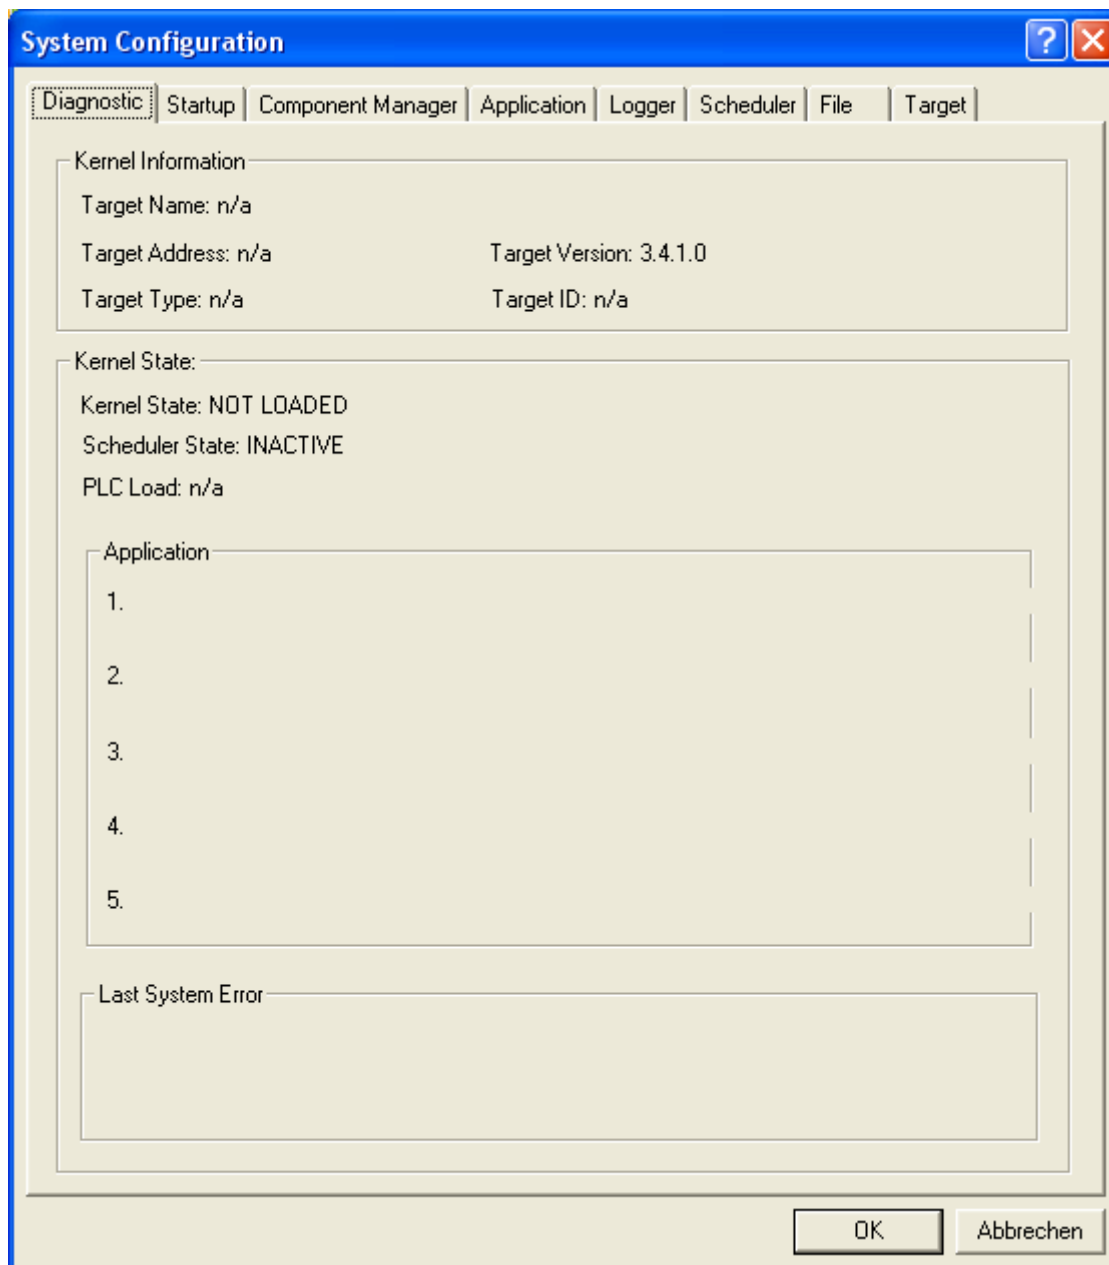 System Configuration
Diagnostic Startup Component Manager Application Logger Scheduler File Target
Kernel Information
Target Name: n/a
Target Address: n/a Target Version: 3.4.1.0
Target Type: n/a Target ID: n/a
Kernel State:
Kernel State: NOT LOADED
Scheduler State: INACTIVE
PLC Load: n/a
Application
1.
2.
3.
4.
5.
Last System Error
OK Abbrechen